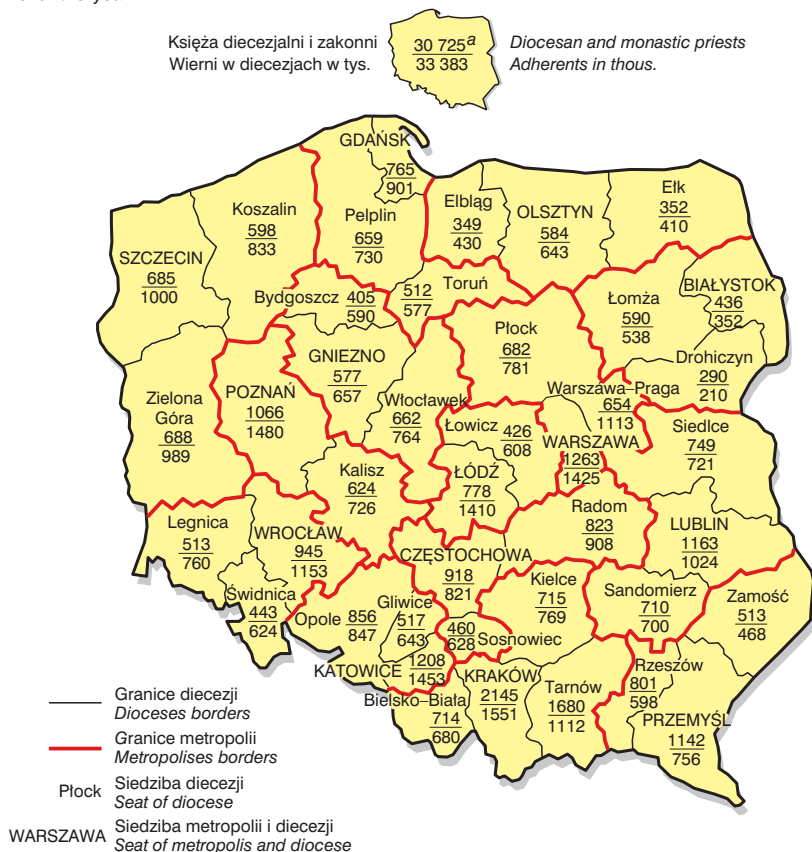 Księża diecezjalni i zakonni
Wierni w diecezjach w tys.
30 725a
33 383
Diocesan and monastic priests
Adherents in thous.
GDAŃSK
765
901
Koszalin
598
833
Pelplin
659
730
Elbląg
349
430
OLSZTYN
584
643
Ełk
352
410
SZCZECIN
685
1000
Bydgoszcz 405
590
512
577
Toruń
Łomża
590
538
BIAŁYSTOK
436
352
Płock
682
781
Drohiczyn
290
210
GNIEZNO
577
657
Zielona
Góra
688
989
POZNAŃ
1066
1480
Włocławek
662
764
Warszawa–Praga
654
1113
Łowicz 426
608
WARSZAWA
1263
1425
Siedlce
749
721
Kalisz
624
726
ŁÓDŹ
778
1410
Radom
823
908
LUBLIN
1163
1024
Legnica
513
760
WROCŁAW
945
1153
CZĘSTOCHOWA
918
821
Kielce
715
769
Sandomierz
710
700
Zamość
513
468
Świdnica
443
624
Opole 856
847
Gliwice
517
643
460
628
Sosnowiec
KATOWICE 1208
1453
KRAKÓW
2145
1551
Tarnów
1680
1112
Rzeszów
801
598
Bielsko–Biała
714
680
PRZEMYŚL
1142
756
Granice diecezji
Dioceses borders
Granice metropolii
Metropolises borders
Płock Siedziba diecezji
Seat of diocese
WARSZAWA Siedziba metropolii i diecezji
Seat of metropolis and diocese